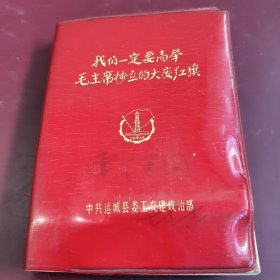 我们一定要高举
毛主席树立的大庆红旗
中共运城县委工交建政治部